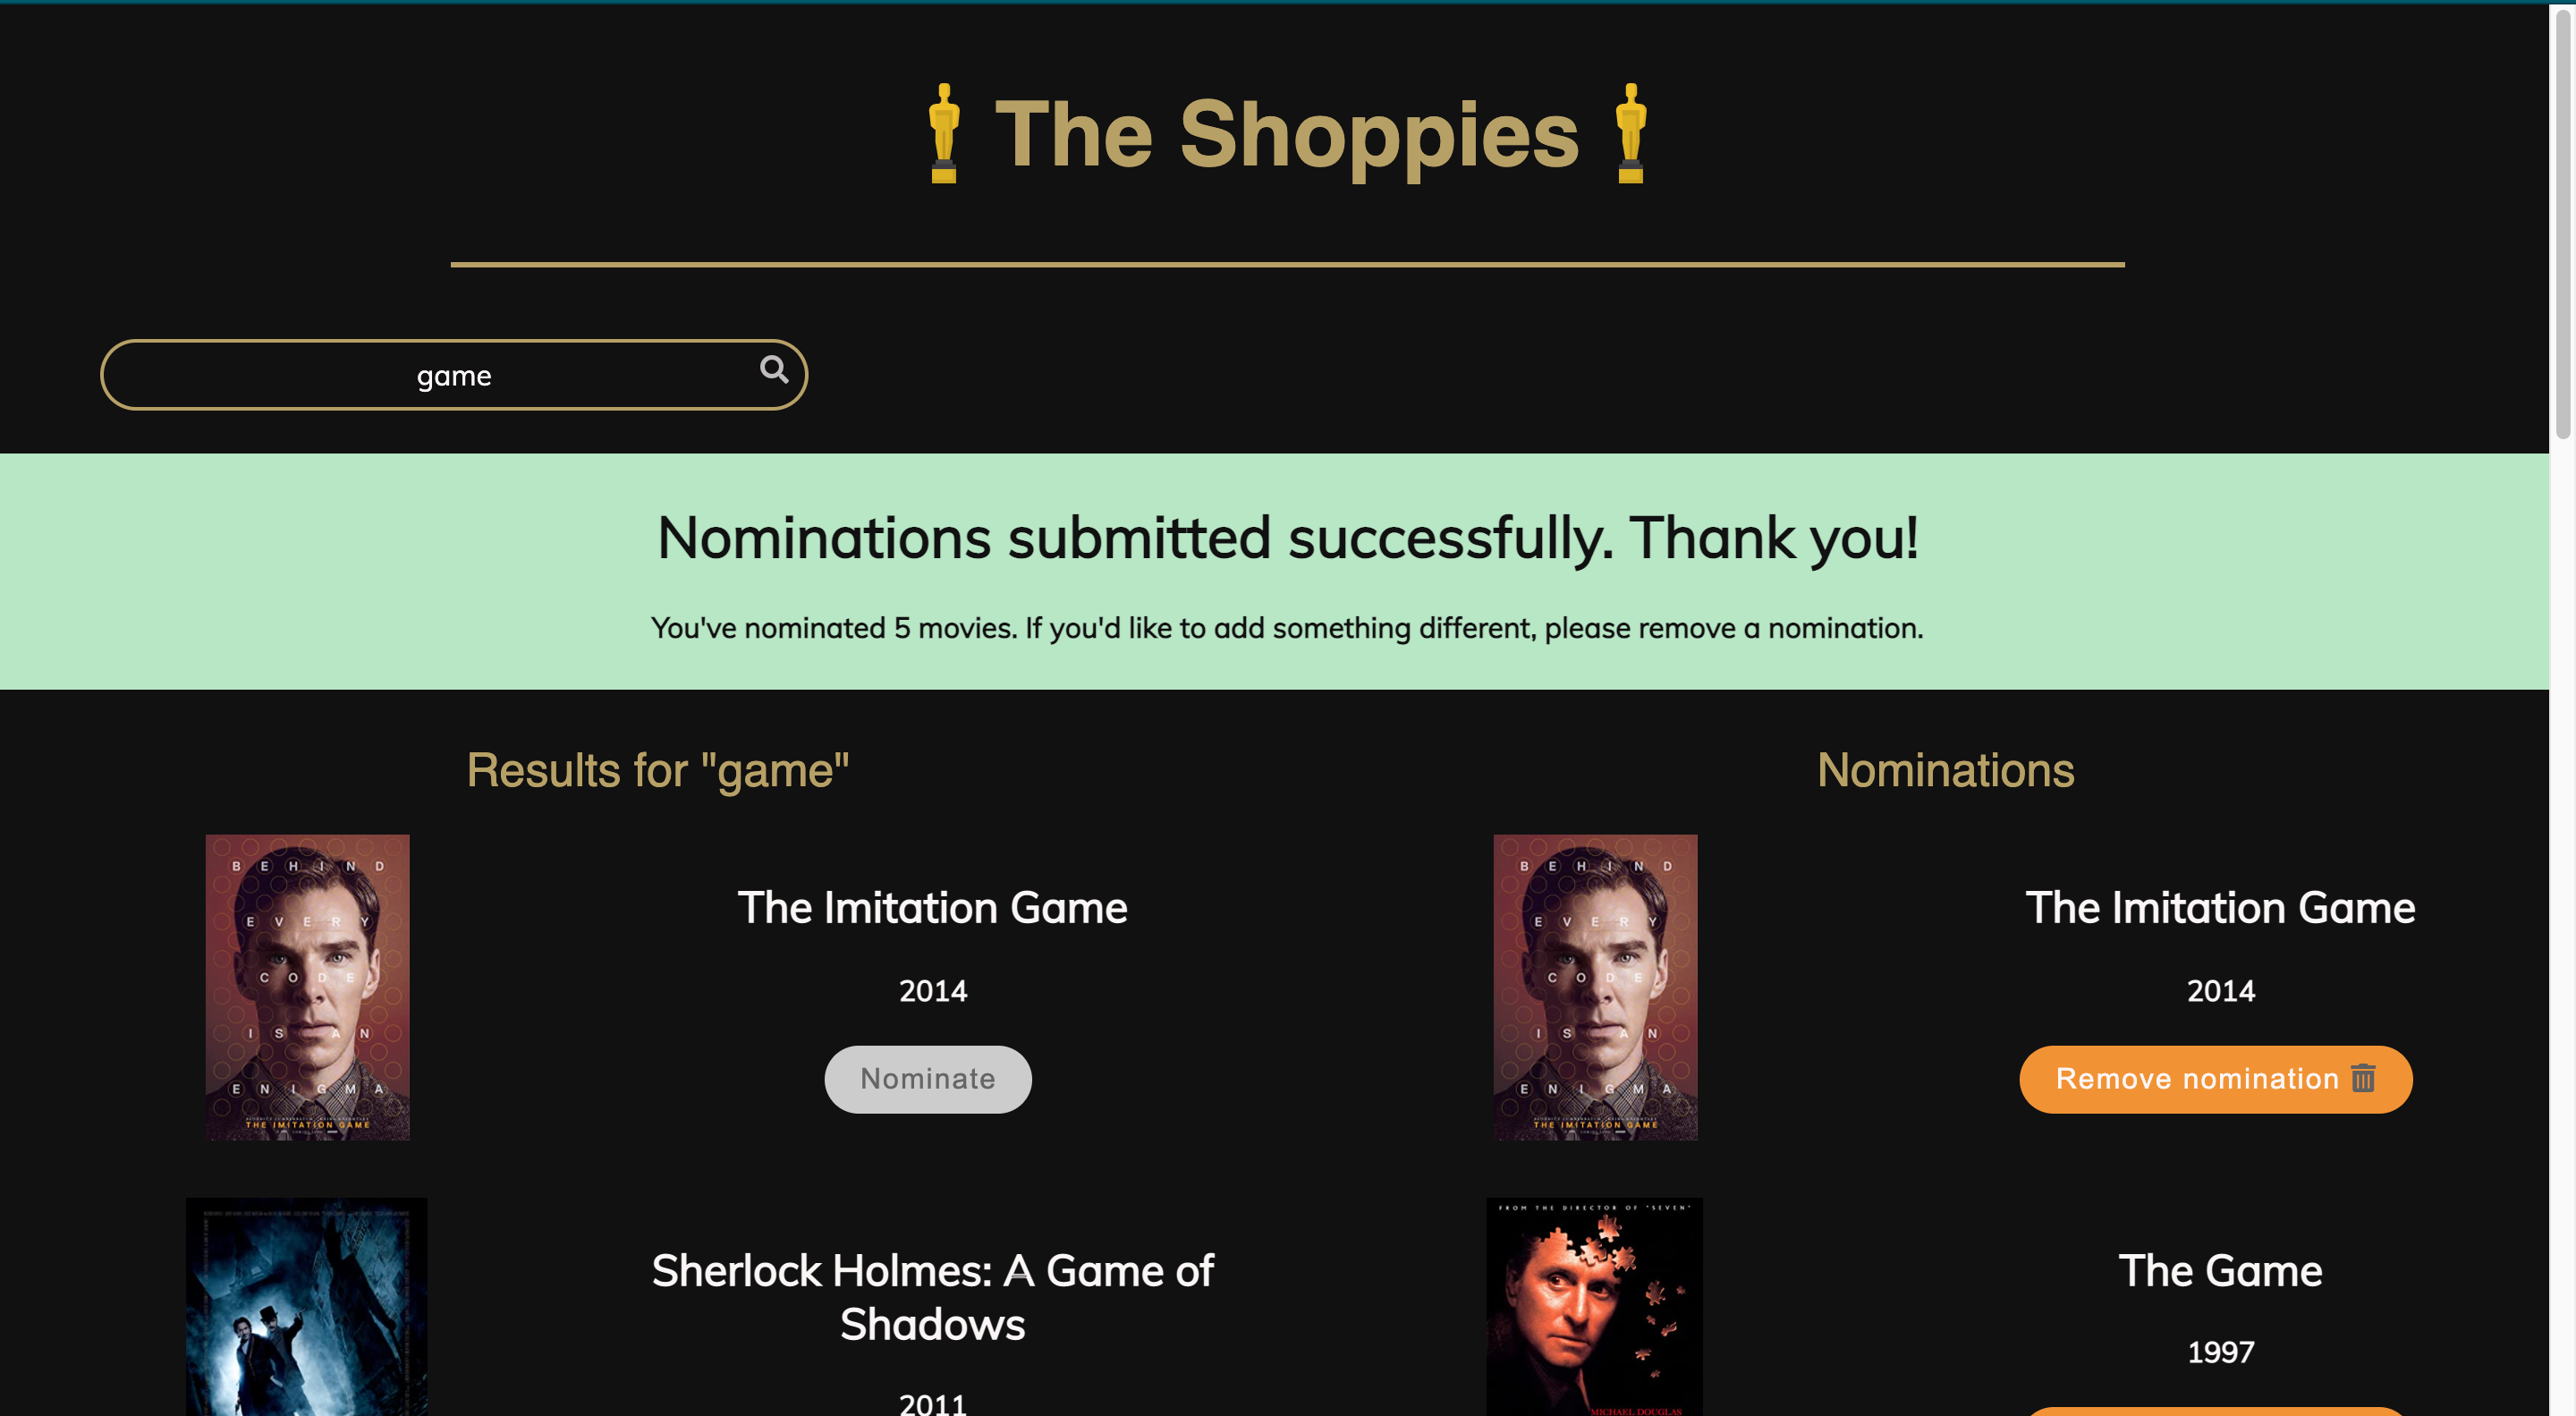 The Shoppies
game
Nominations submitted successfully. Thank you!
You've nominated 5 movies. If you'd like to add something different, please remove a nomination.
Results for "game"
BEHIND
EVERY
CODE
IS AN
ENIGMA
THE IMITATION GAME
The Imitation Game
2014
Nominate
Sherlock Holmes: A Game of
Shadows
2011
Nominations
BEHIND
EVERY
CODE
IS AN
ENIGMA
THE IMITATION GAME
The Imitation Game
2014
Remove nomination
FROM THE DIRECTOR OF "SEVEN"
MICHAEL DOUGLAS
The Game
1997